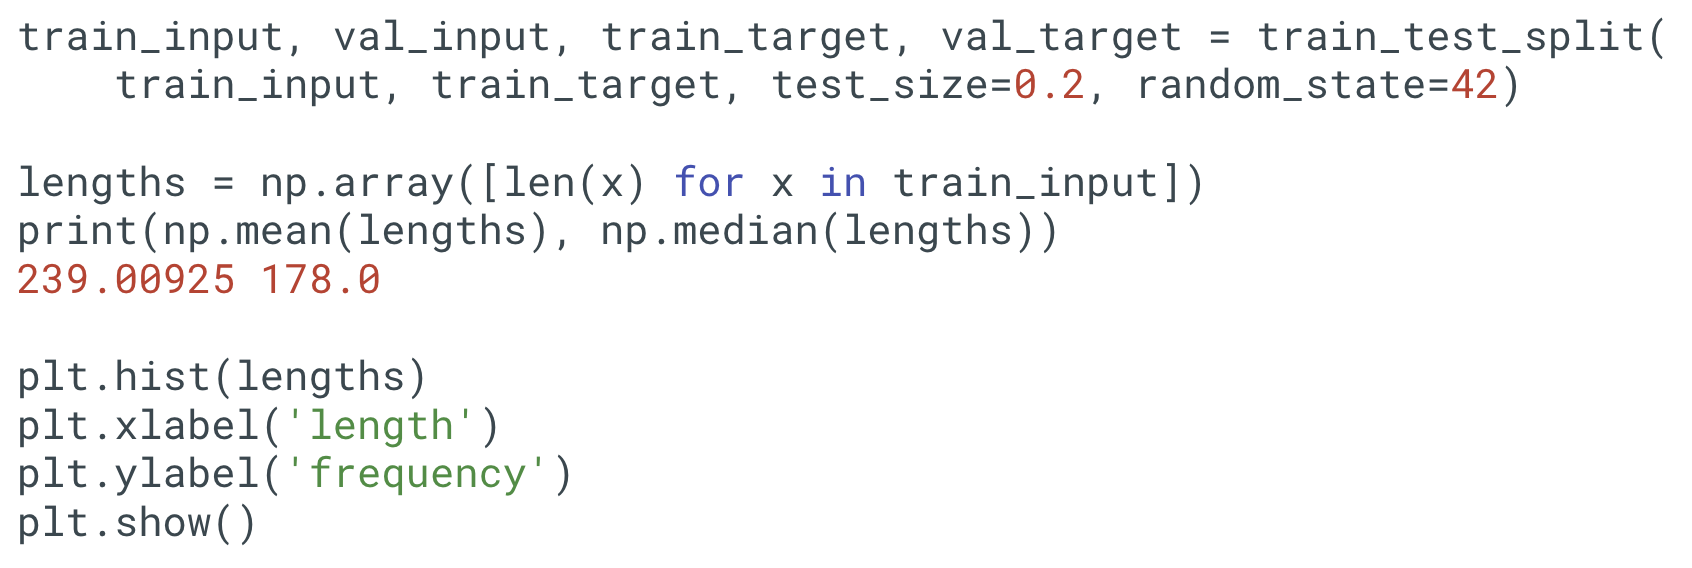 train_input, val_input, train_target, val_target = train_test_split(
    train_input, train_target, test_size=0.2, random_state=42)
lengths = np.array([len(x) for x in train_input])
print(np.mean(lengths), np.median(lengths))
239.00925 178.0
plt.hist(lengths)
plt.xlabel('length')
plt.ylabel('frequency')
plt.show()